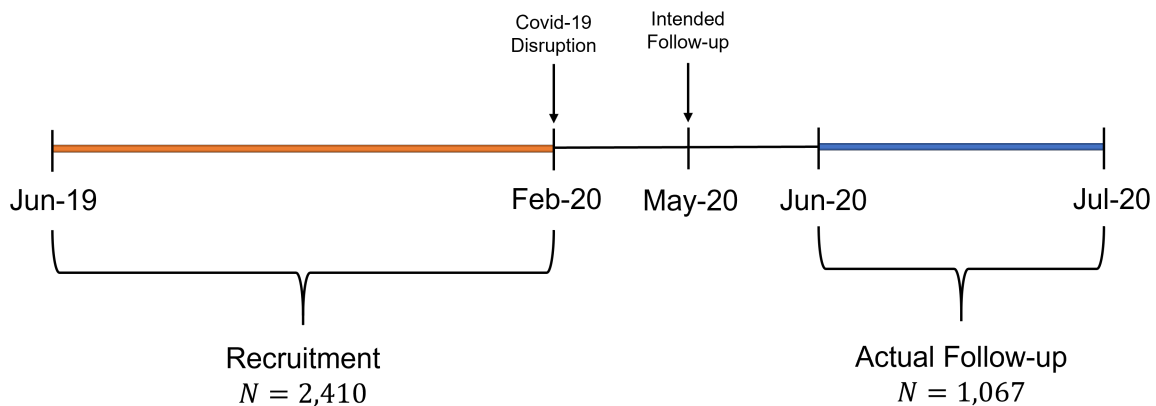 Covid-19
Disruption
Intended
Follow-up
Jun-19
Feb-20
May-20
Jun-20
Jul-20
Recruitment
N = 2,410
Actual Follow-up
N = 1,067